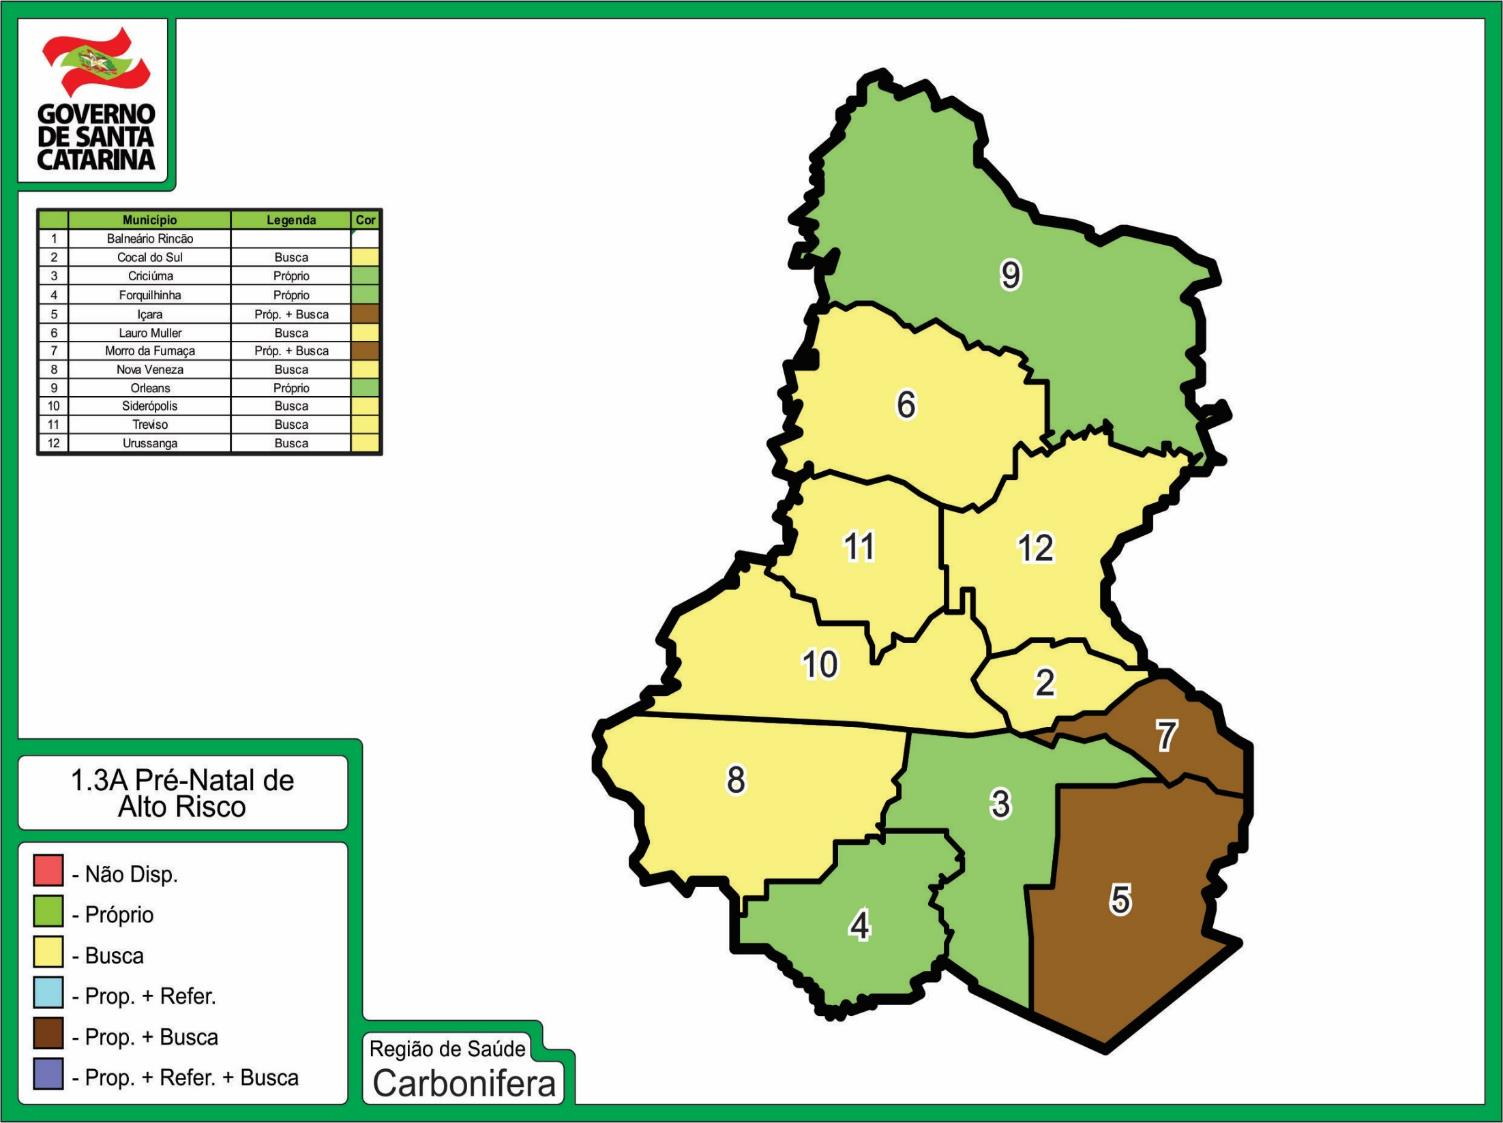 GOVERNO
DE SANTA
CATARINA
Município Legenda Cor
1 Balneário Rincão
2 Cocal do Sul Busca
3 Criciúma Próprio
4 Forquilhinha Próprio
5 Içara Próp. + Busca
6 Lauro Muller Busca
7 Morro da Fumaça Próp. + Busca
8 Nova Veneza Busca
9 Orleans Próprio
10 Siderópolis Busca
11 Treviso Busca
12 Urussanga Busca
9
6
11
12
10
2
7
8
3
5
4
1.3A Pré-Natal de
Alto Risco
- Não Disp.
- Próprio
- Busca
- Prop. + Refer.
- Prop. + Busca
- Prop. + Refer. + Busca
Região de Saúde
Carbonifera